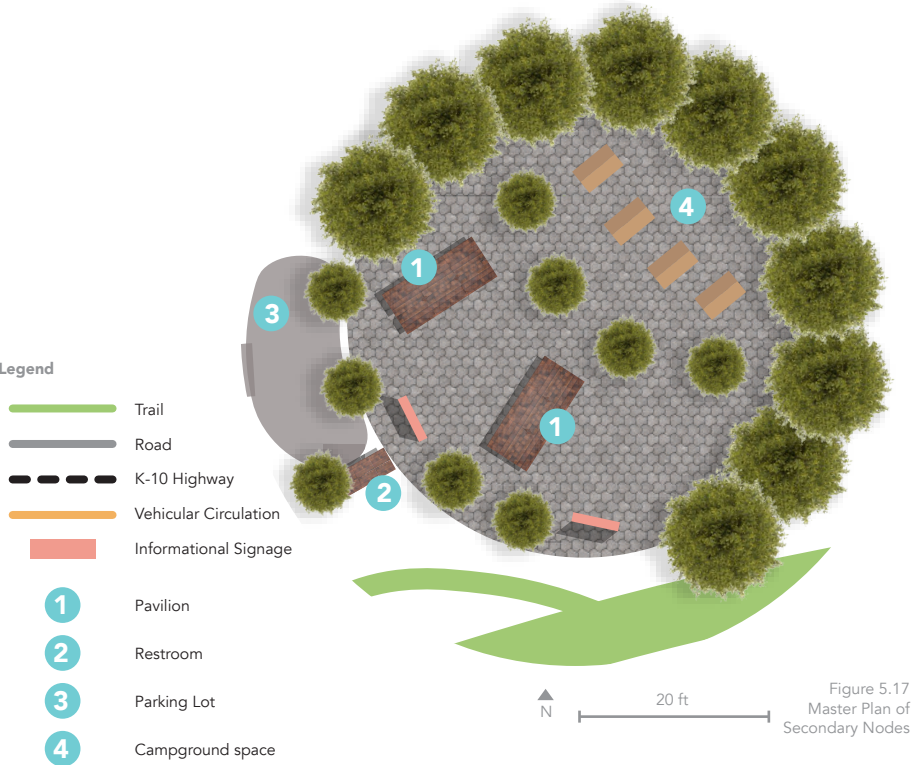 4
1
3
1
2
Legend
Trail
Road
K-10 Highway
Vehicular Circulation
Informational Signage
1 Pavilion
2 Restroom
3 Parking Lot
4 Campground space
N
20 ft
Figure 5.17
Master Plan of
Secondary Nodes